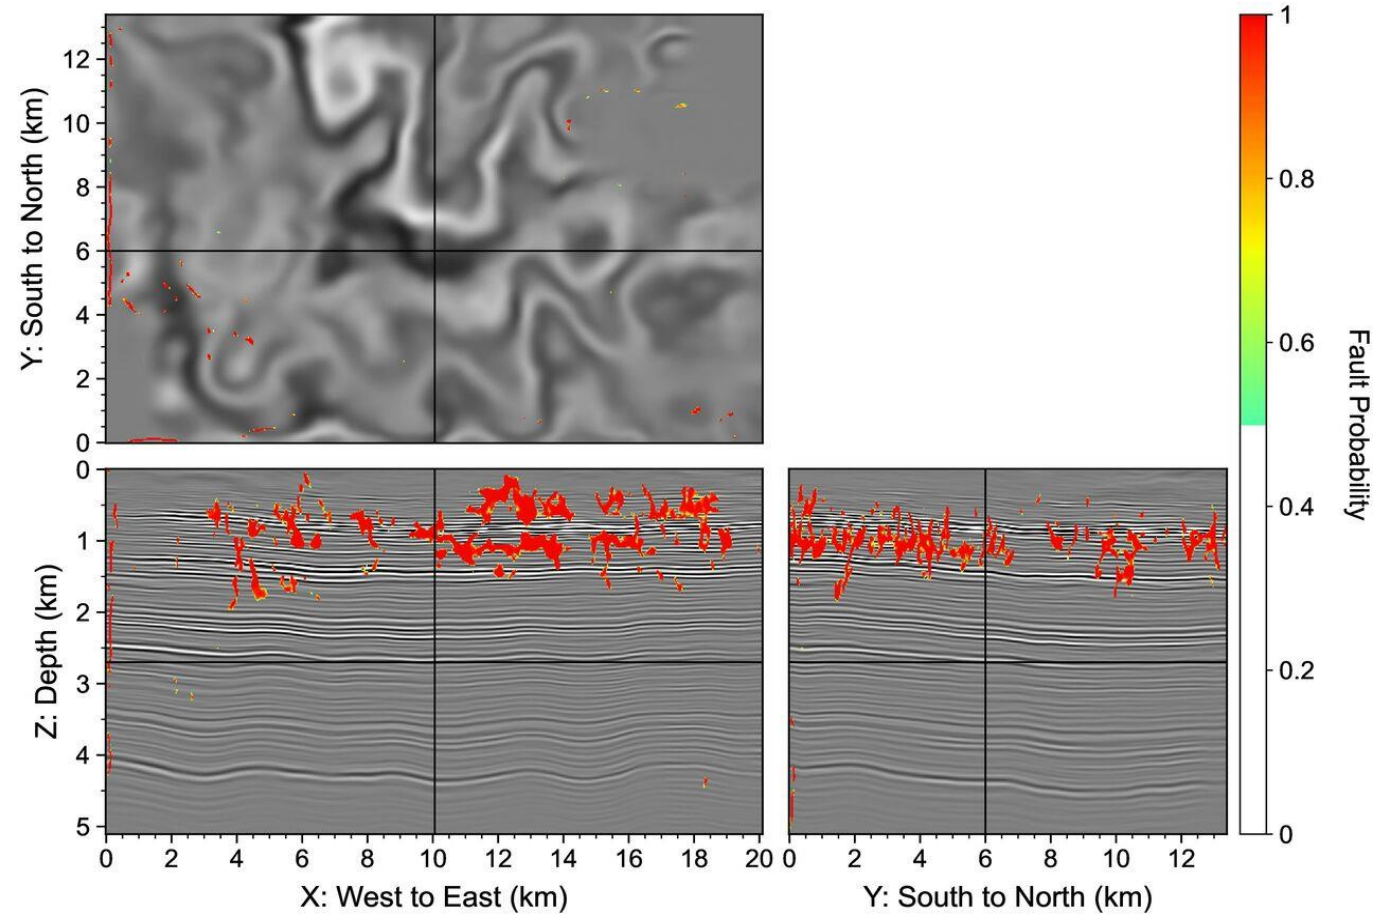 Y: South to North (km)
12
10
8
6
4
2
0
Z: Depth (km)
0
1
2
3
4
5
0 2 4 6 8 10 12 14 16 18 20
X: West to East (km)
0 2 4 6 8 10 12
Y: South to North (km)
1
0.8
0.6
0.4
0.2
0
Fault Probability